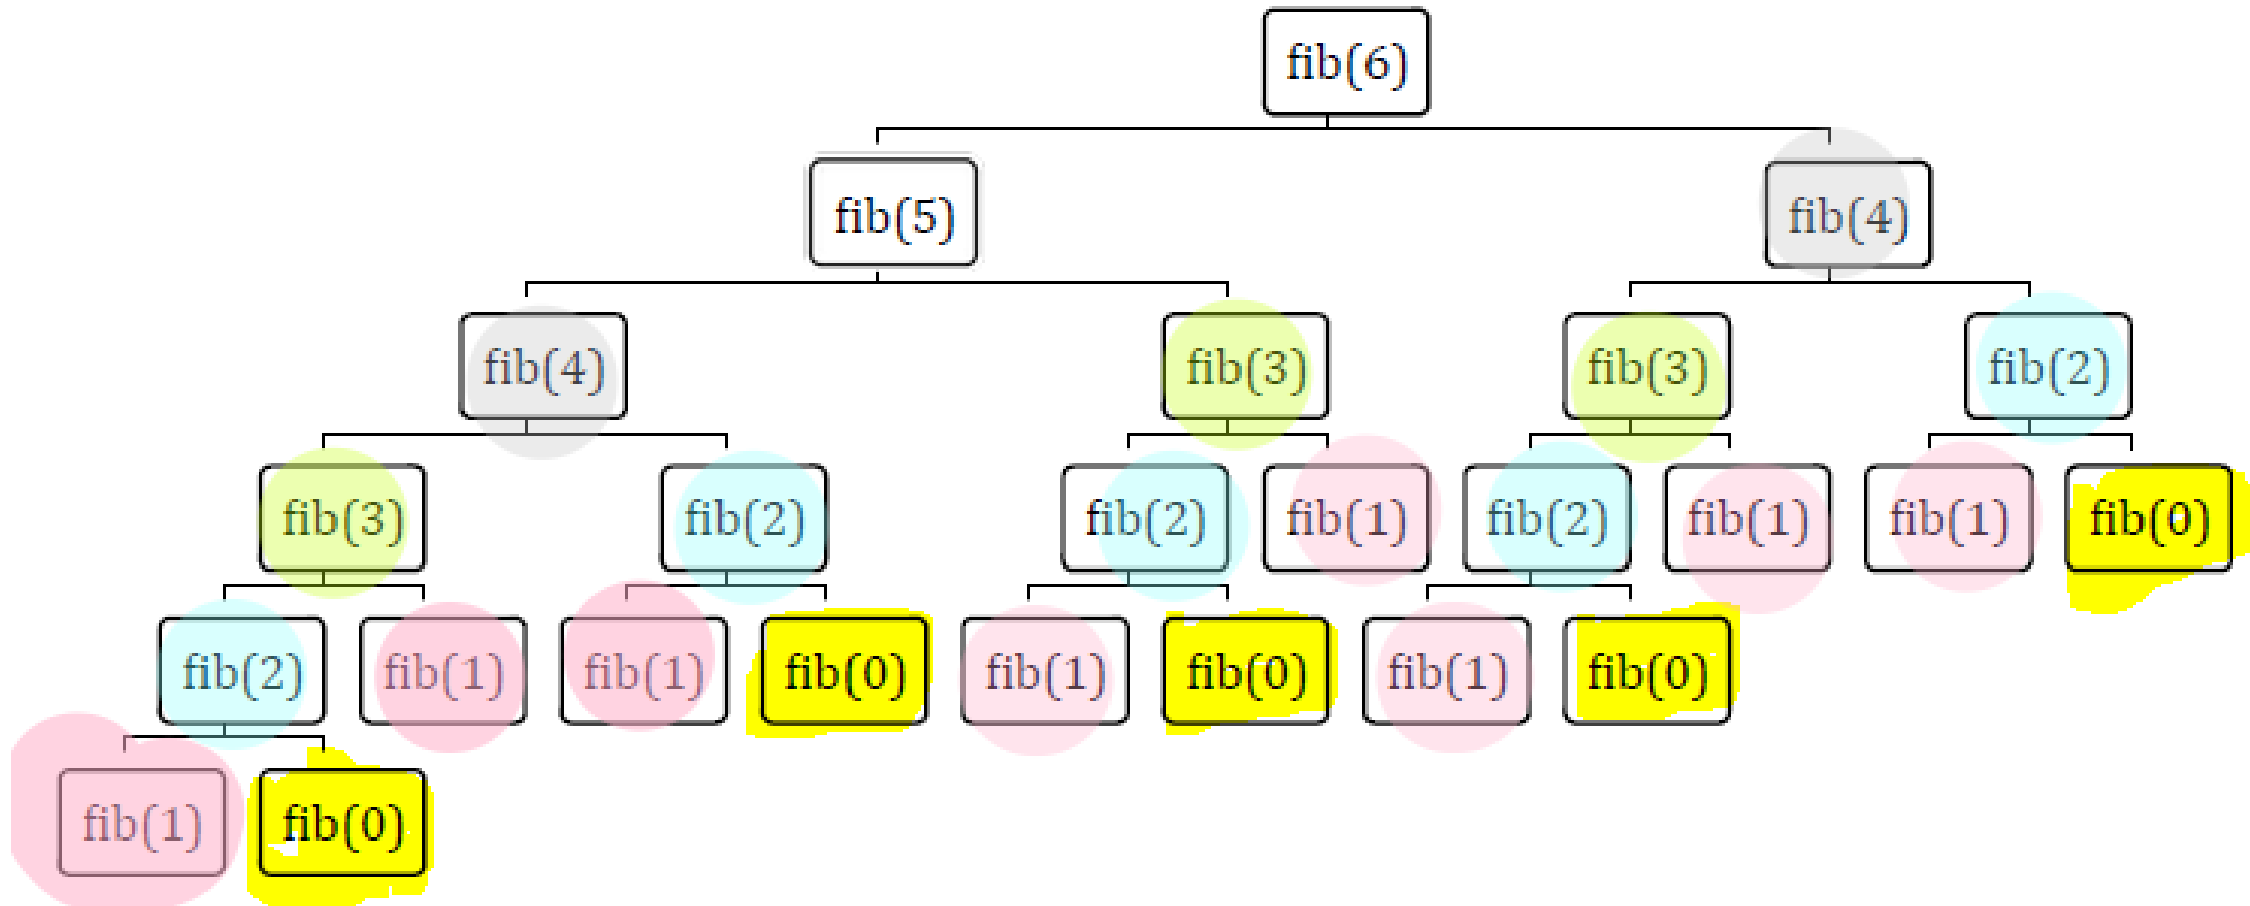 fib(6)
fib(5) fib(4)
fib(4) fib(3) fib(3) fib(2)
fib(3) fib(2) fib(2) fib(1) fib(2) fib(1) fib(1) fib(0)
fib(2) fib(1) fib(1) fib(0) fib(1) fib(0) fib(1) fib(0)
fib(1) fib(0)